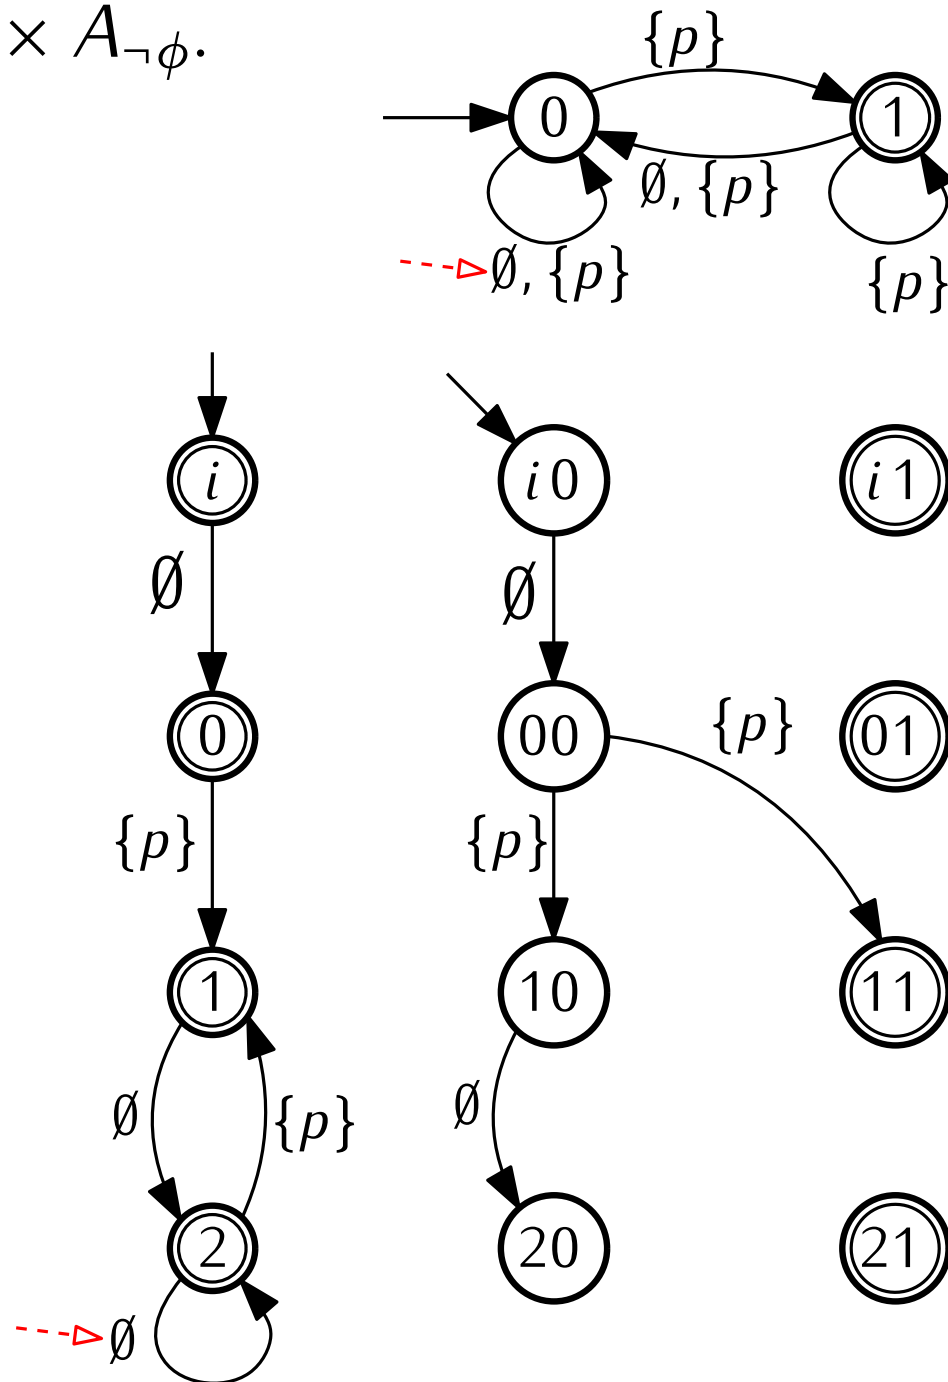 × A¬ϕ.
{p}
0
1
∅, {p}
∅, {p}
{p}
i
i0
i1
∅
∅
{p}
0
00
01
{p}
{p}
1
10
11
∅
{p}
∅
2
20
21
∅